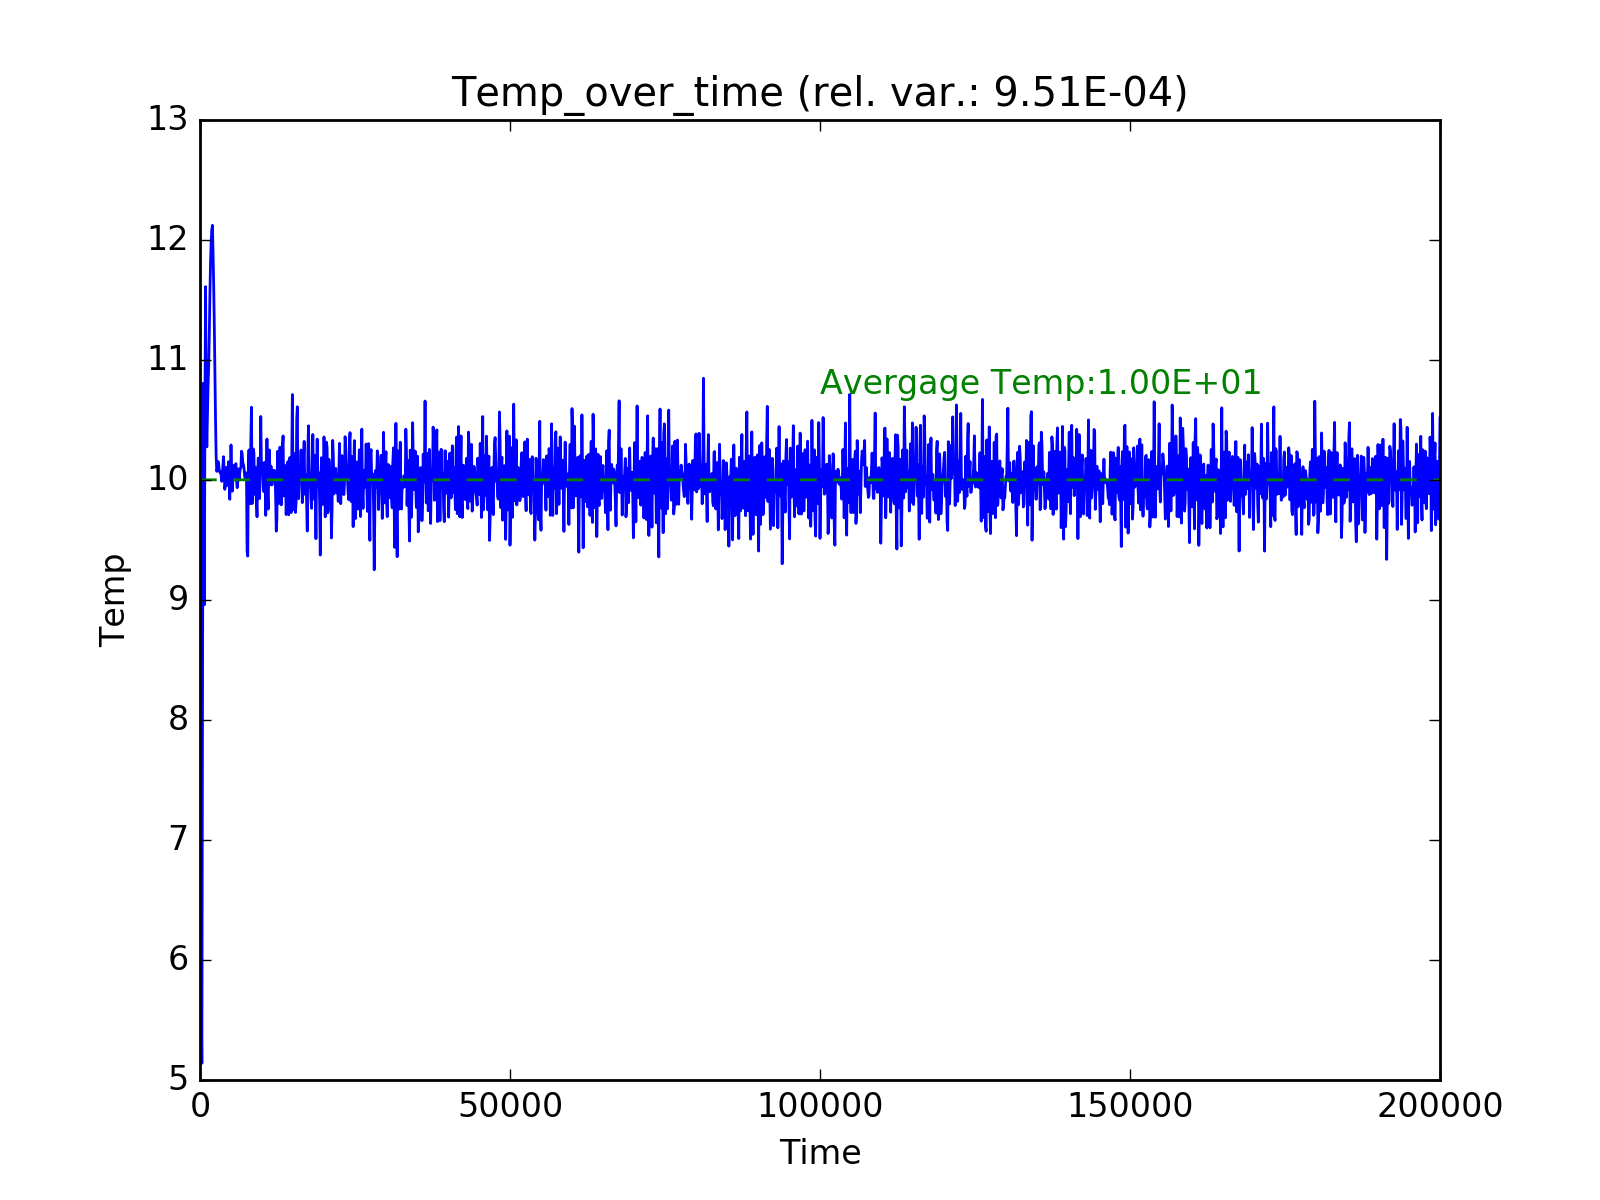 Temp_over_time (rel. var.: 9.51E-04)
13
12
11
Avergage Temp:1.00E+01
10
9
Temp
8
7
6
5
0 50000 100000 150000 200000
Time